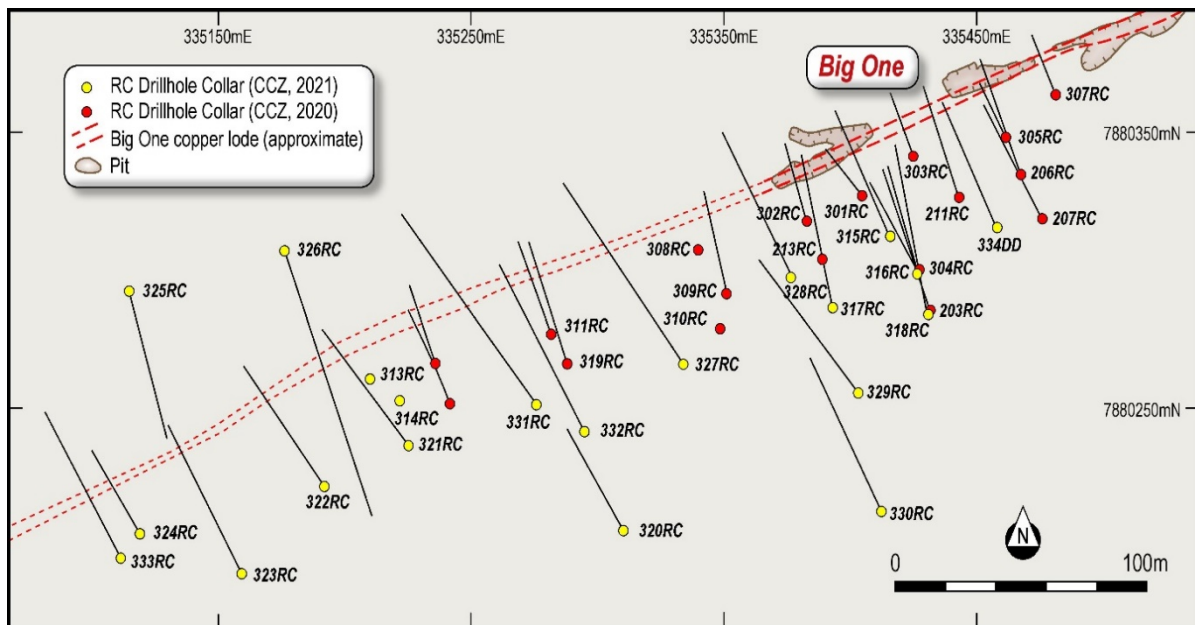 335150mE
335250mE
335350mE
335450mE
RC Drillhole Collar (CCZ, 2021)
RC Drillhole Collar (CCZ, 2020)
Big One copper lode (approximate)
Pit
Big One
307RC
7880350mN
305RC
303RC
206RC
301RC
211RC
207RC
302RC
315RC
334DD
326RC
308RC
213RC
316RC
304RC
325RC
309RC
328RC
317RC
203RC
310RC
318RC
311RC
319RC
327RC
313RC
329RC
314RC
331RC
7880250mN
321RC
332RC
322RC
330RC
324RC
320RC
333RC
323RC
N
0
100m